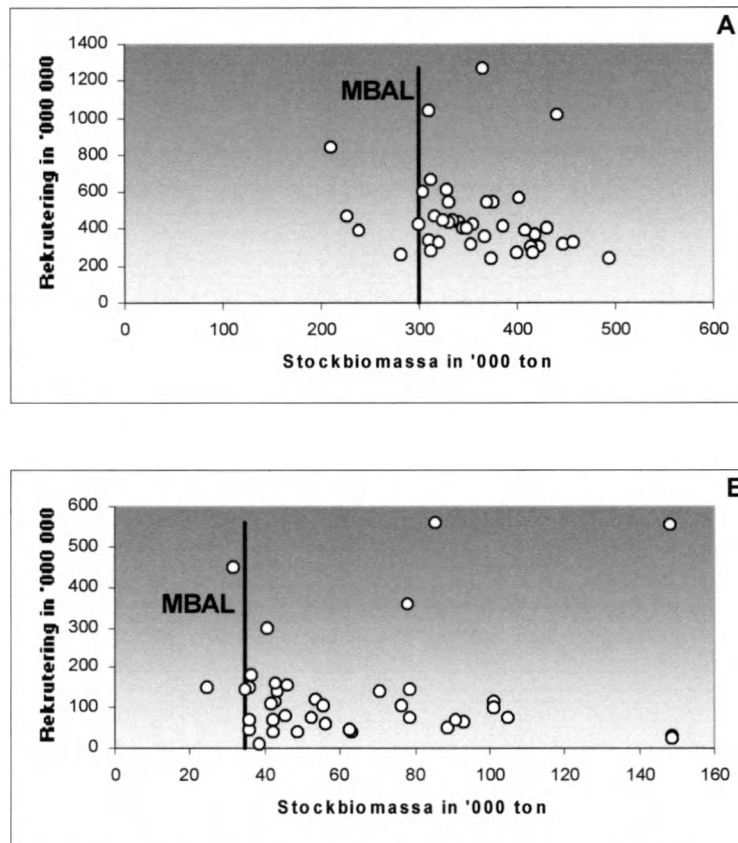 A
1400
1200
1000
800
600
400
200
0
Rekrutering in '000 000
MBAL
0 100 200 300 400 500 600
Stockbiomassa in '000 ton
B
600
500
400
300
200
100
0
Rekrutering in '000 000
MBAL
0 20 40 60 80 100 120 140 160
Stockbiomassa in '000 ton